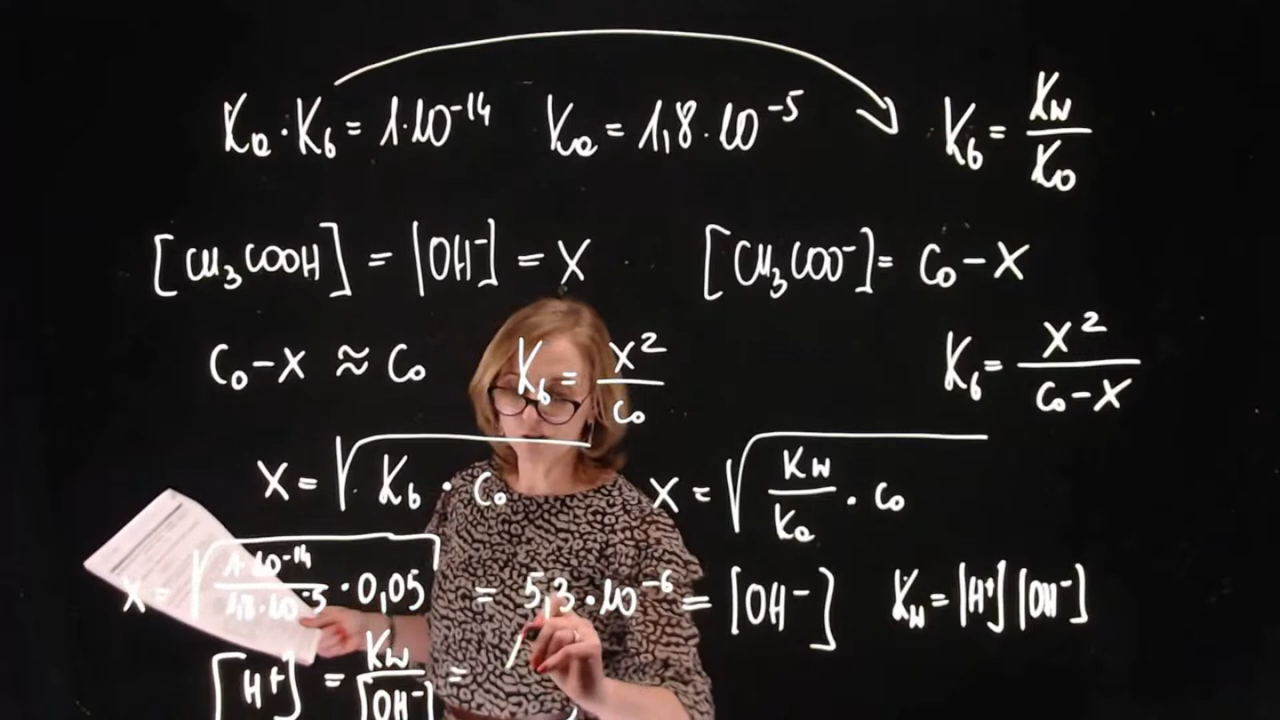 Ka · Kb = 1·10⁻¹⁴ Ka = 1,8·10⁻⁵ Kb = Kw/Ka
[CH₃COOH] = [OH⁻] = X [CH₃COO⁻] = C₀ - X
C₀ - X ≈ C₀ Kb = X²/C₀ Kb = X²/(C₀ - X)
X = √(Kb · C₀) X = √(Kw/Ka · C₀)
X = √(1·10⁻¹⁴/1,8·10⁻⁵ · 0,05) = 5,3·10⁻⁶ = [OH⁻] Kw = [H⁺][OH⁻]
[H⁺] = Kw/[OH⁻] =